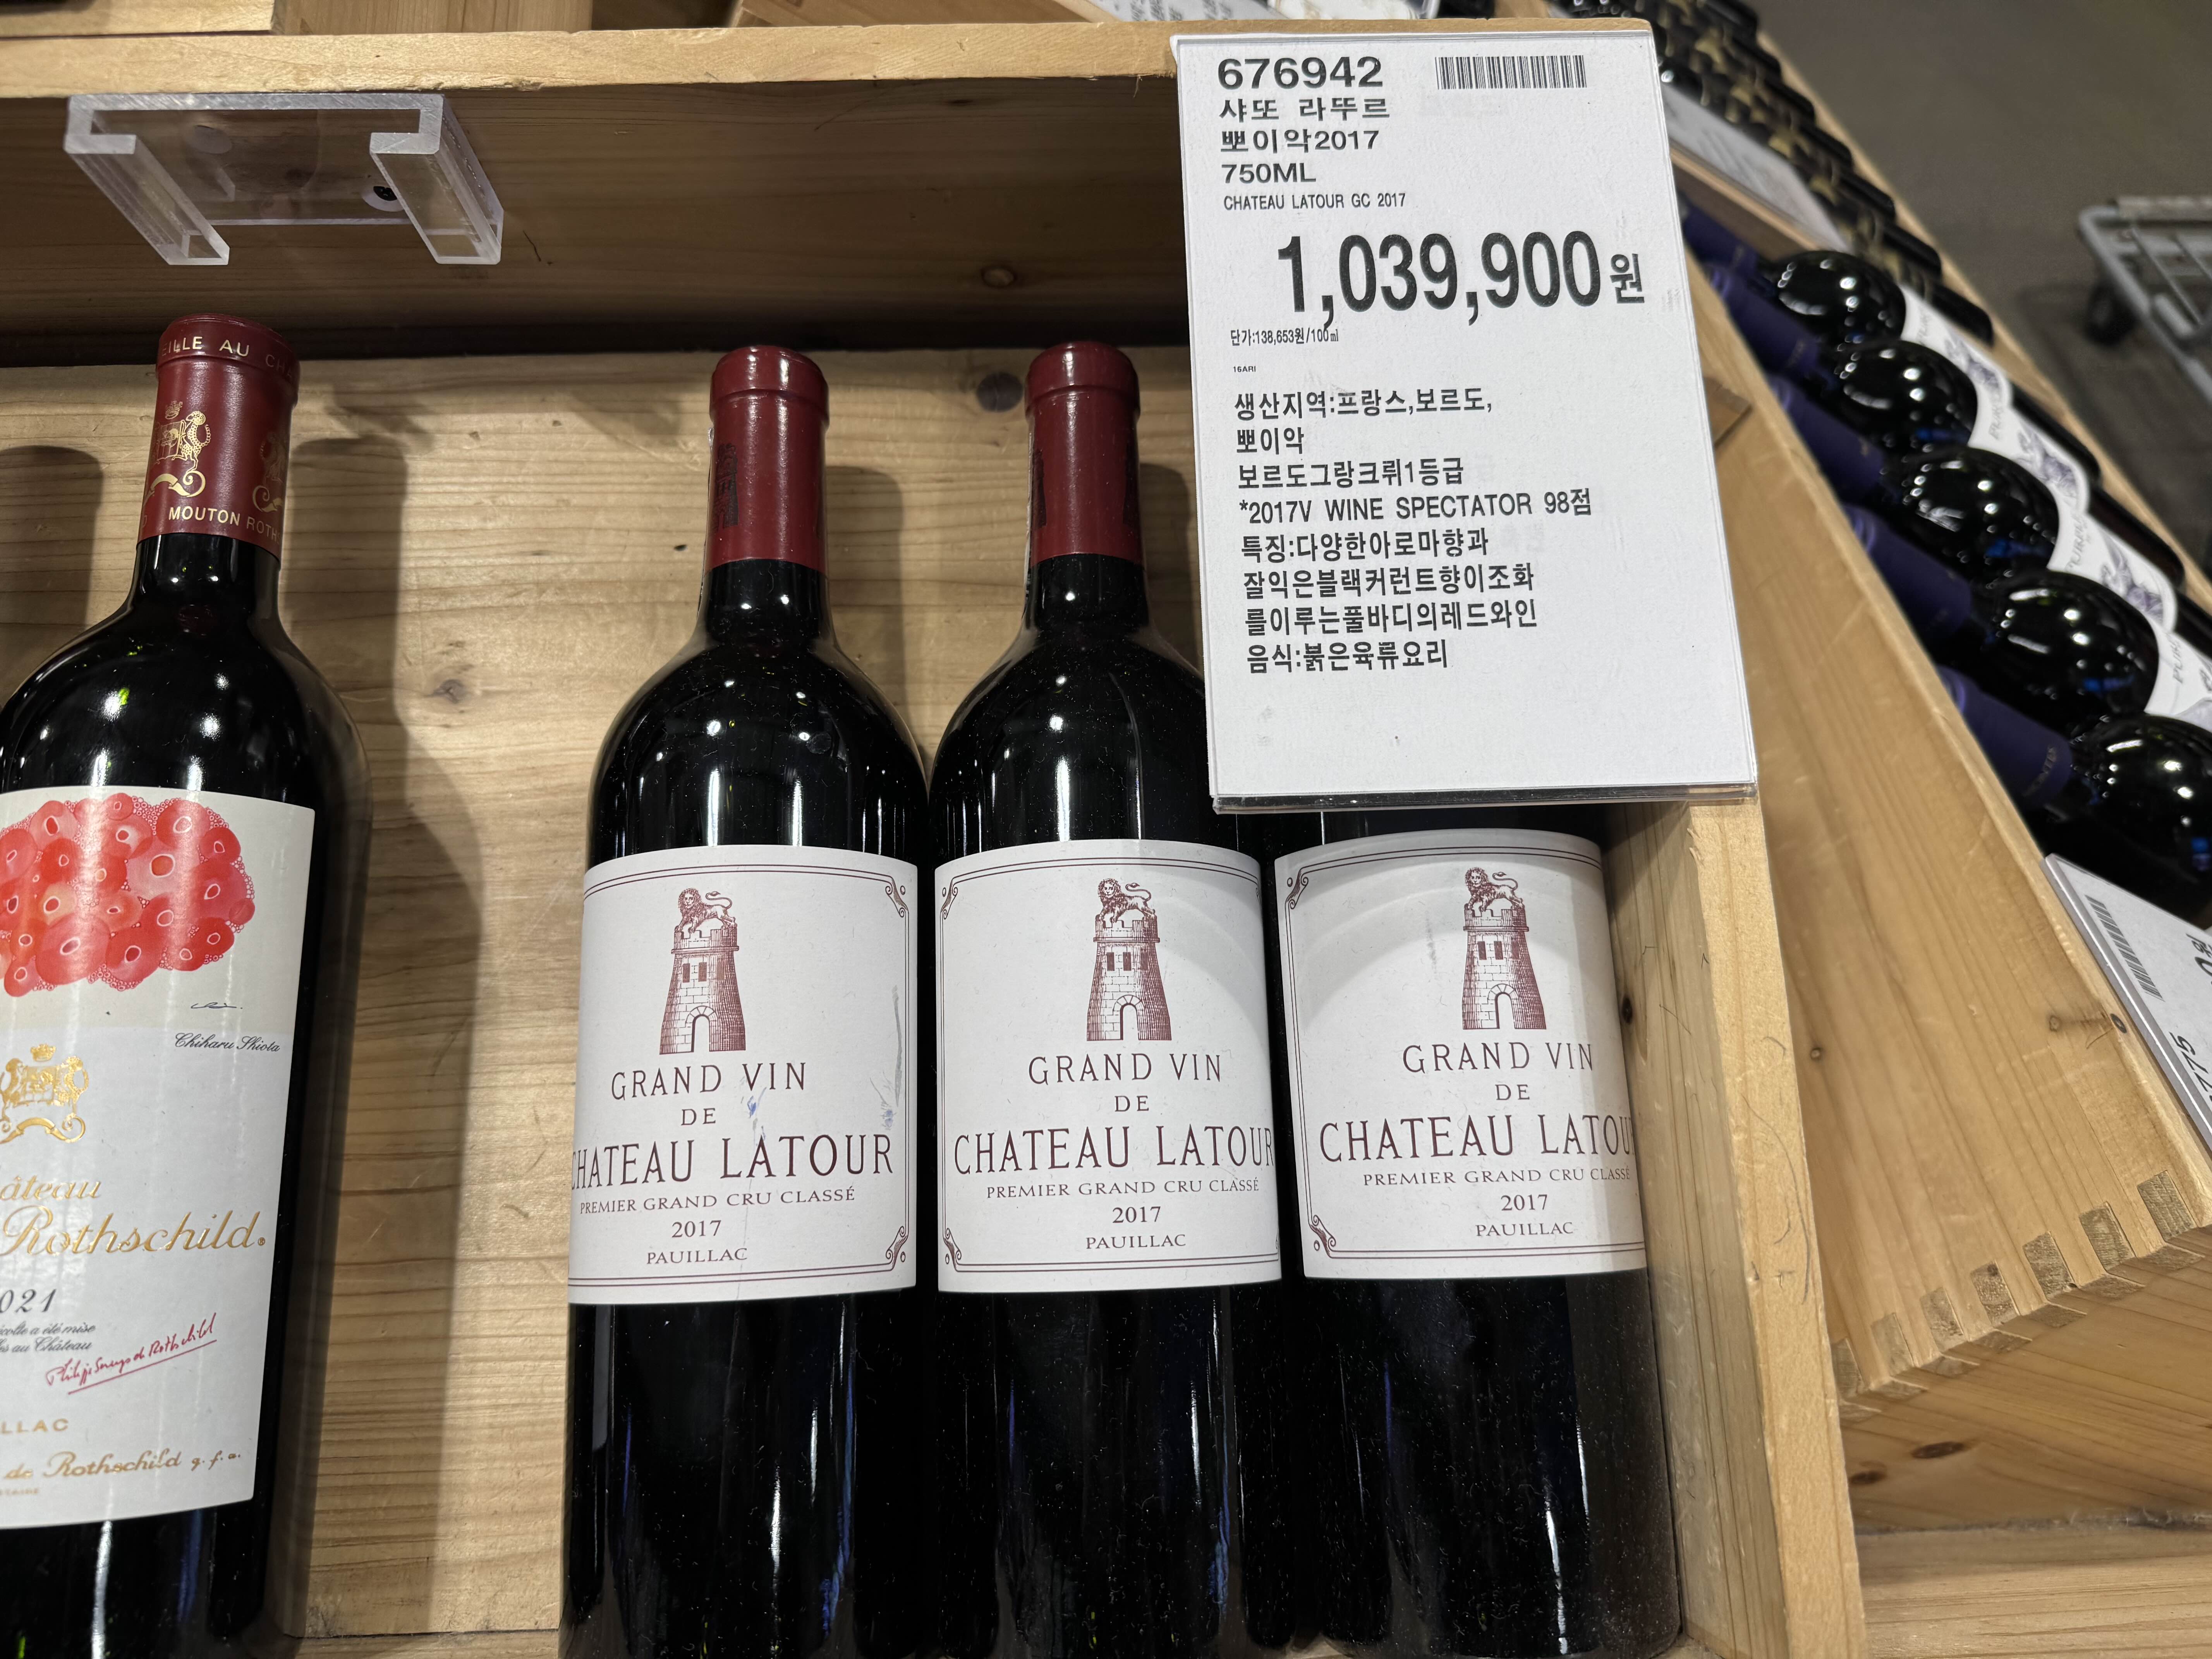 676942
샤또 라뚜르
뽀이악2017
750ML
CHATEAU LATOUR GC 2017
1,039,900원
단가:138,653원/100㎖
16ARI
생산지역:프랑스,보르도,
뽀이악
보르도그랑크뤼1등급
*2017V WINE SPECTATOR 98점
특징:다양한아로마향과
잘익은블랙커런트향이조화
를이루는풀바디의레드와인
음식:붉은육류요리
AU
MOUTON ROTH
Chiharu Shiota
Rothschild
021
au Château
LLAC
de Rothschild g.f.a.
GRAND VIN
DE
CHATEAU LATOUR
PREMIER GRAND CRU CLASSÉ
2017
PAUILLAC
GRAND VIN
DE
CHATEAU LATOUR
PREMIER GRAND CRU CLASSÉ
2017
PAUILLAC
GRAND VIN
DE
CHATEAU LATOU
PREMIER GRAND CRU CLASSÉ
2017
PAUILLAC